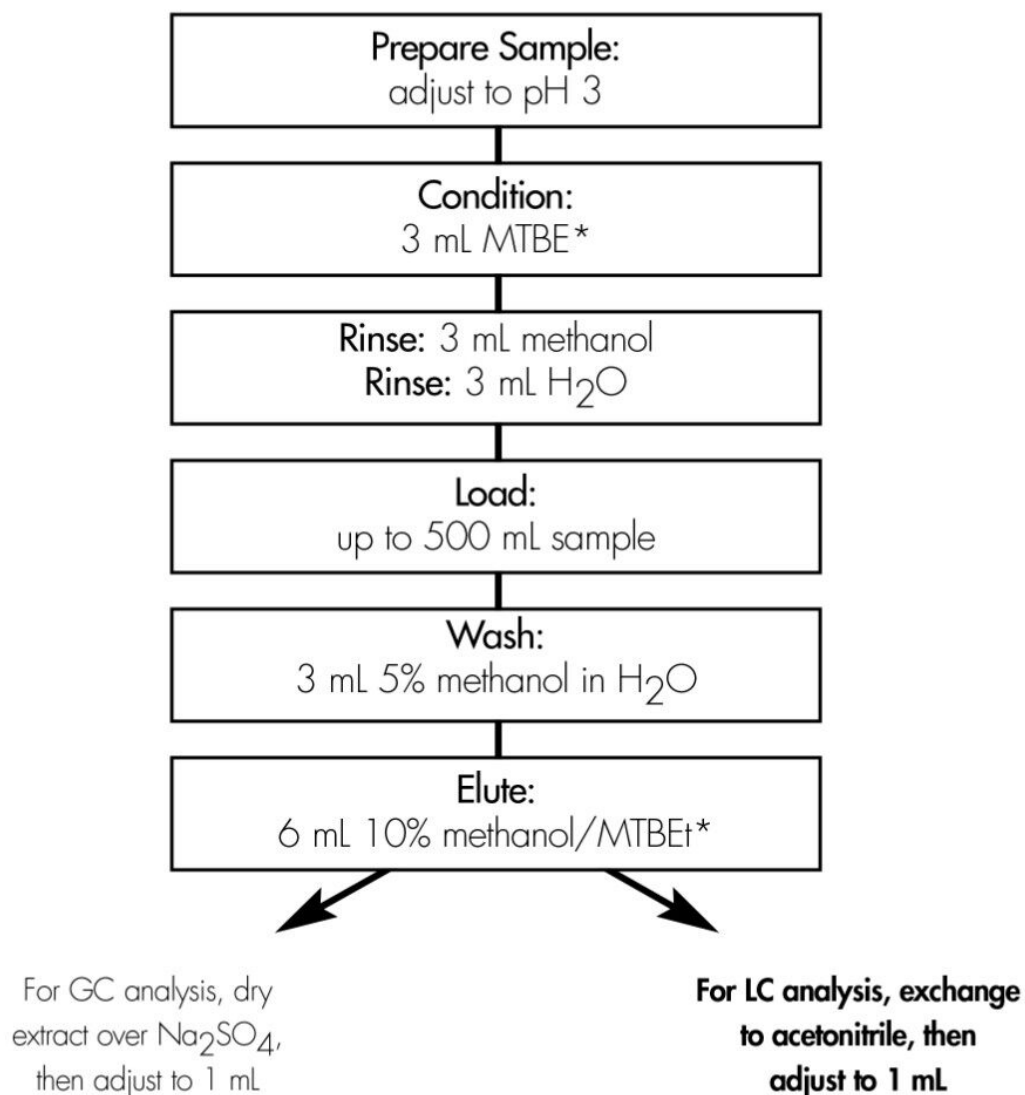 Prepare Sample:
adjust to pH 3
Condition:
3 mL MTBE*
Rinse: 3 mL methanol
Rinse: 3 mL H₂O
Load:
up to 500 mL sample
Wash:
3 mL 5% methanol in H₂O
Elute:
6 mL 10% methanol/MTBEt*
For GC analysis, dry
extract over Na₂SO₄,
then adjust to 1 mL
For LC analysis, exchange
to acetonitrile, then
adjust to 1 mL